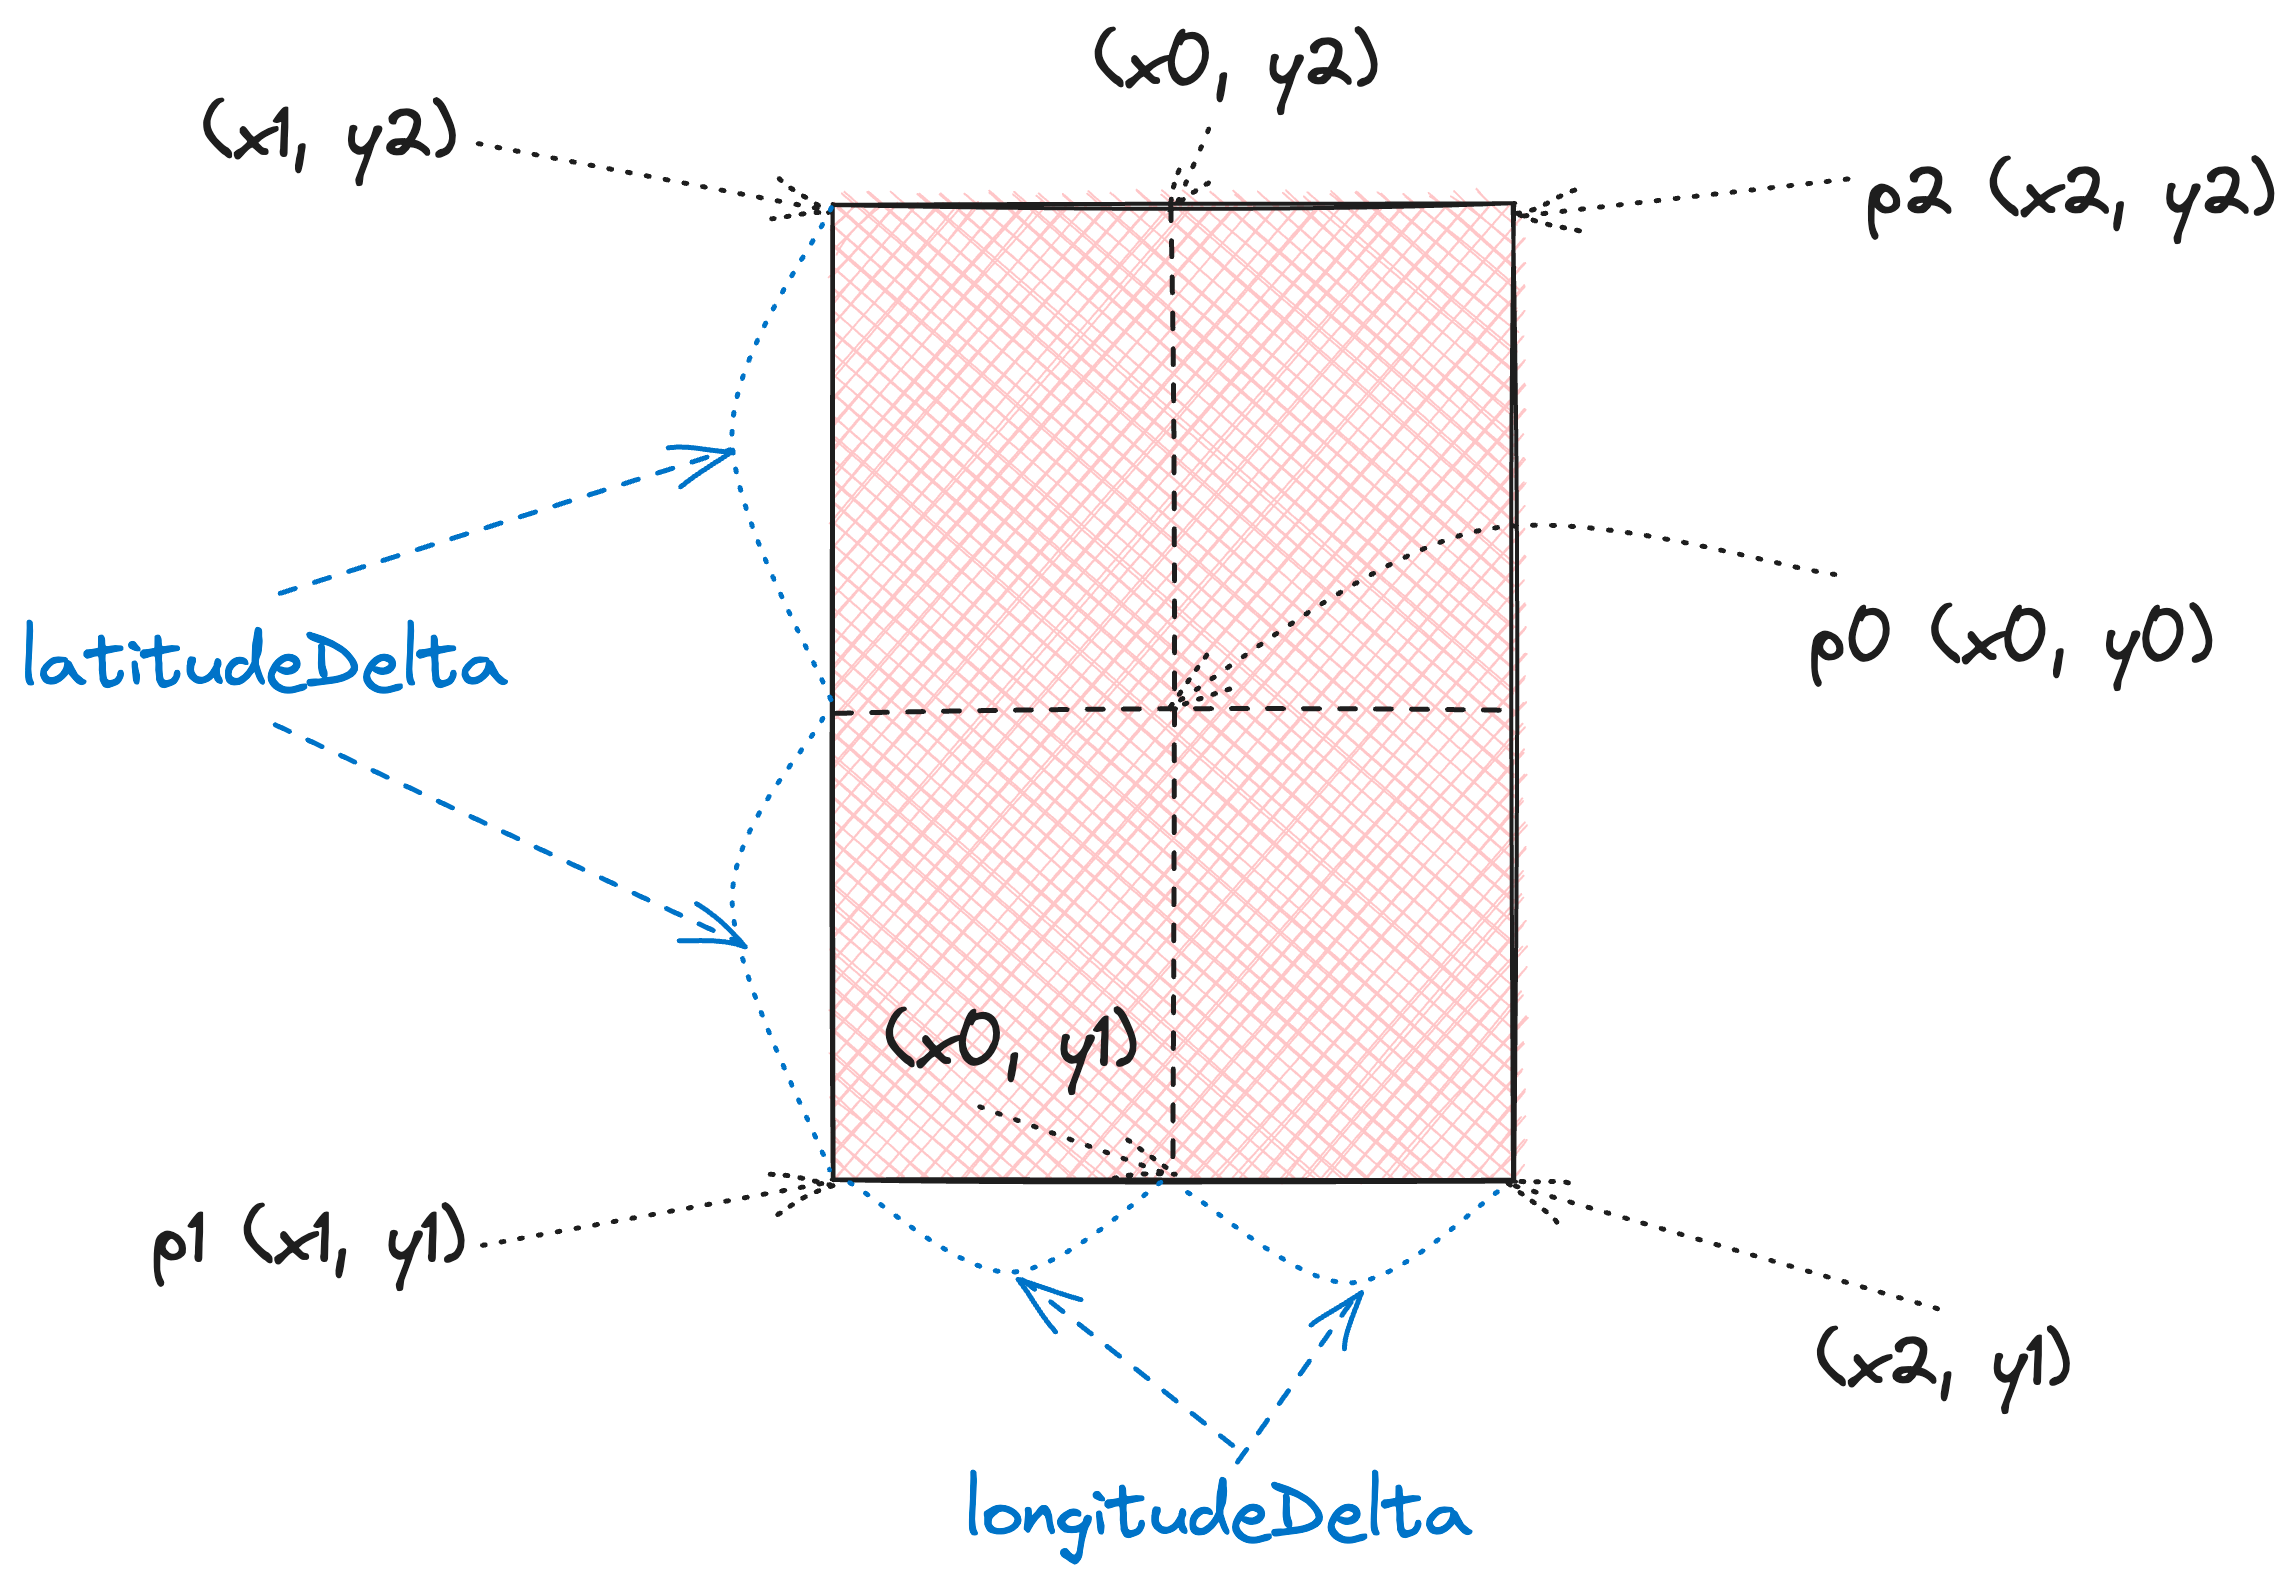 (x0, y2)
(x1, y2)
p2 (x2, y2)
p0 (x0, y0)
latitudeDelta
(x0, y1)
p1 (x1, y1)
(x2, y1)
longitudeDelta